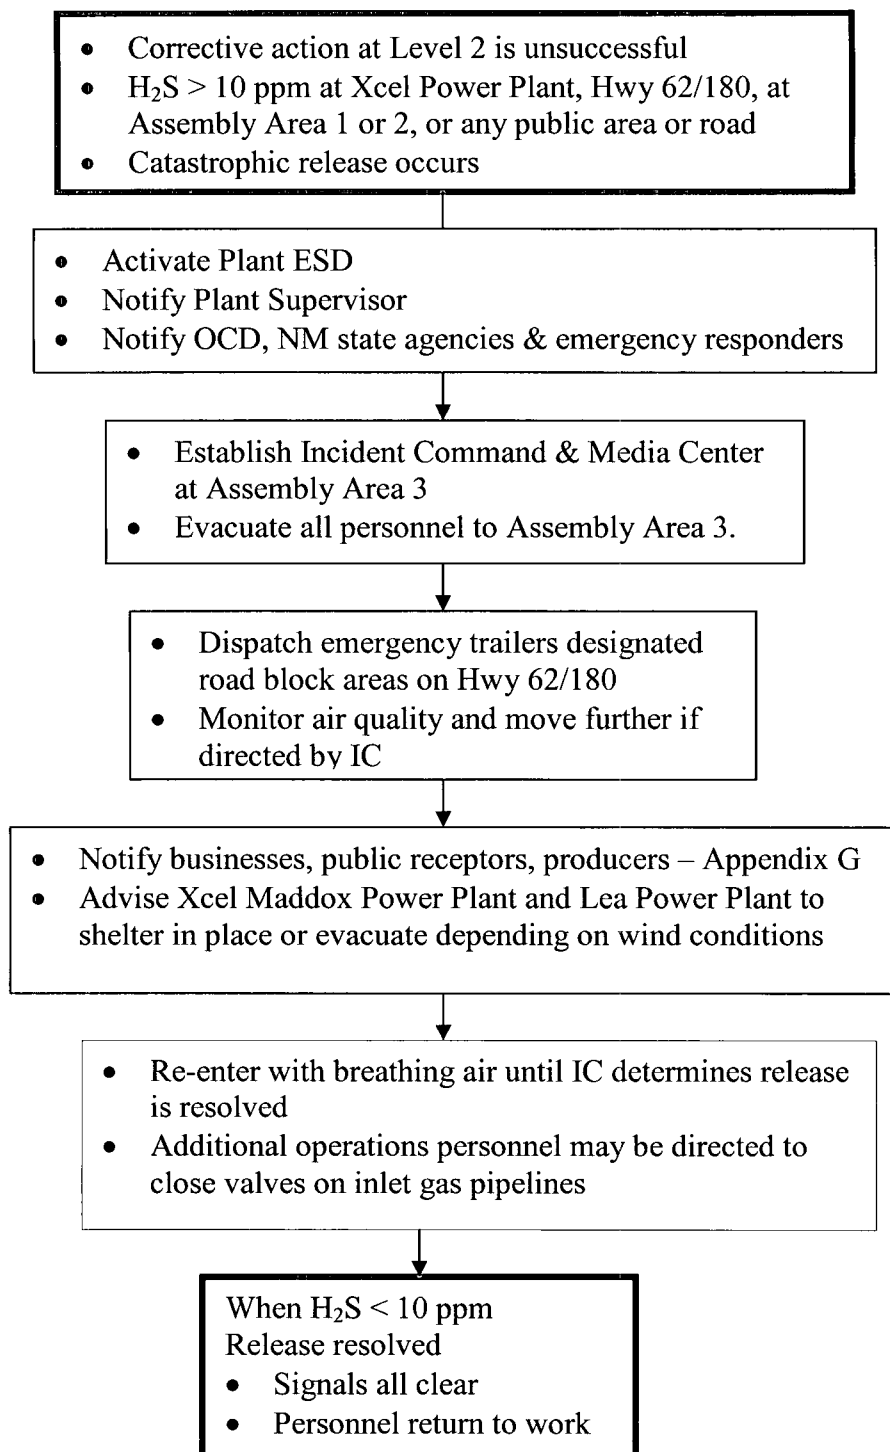 • Corrective action at Level 2 is unsuccessful
• H₂S > 10 ppm at Xcel Power Plant, Hwy 62/180, at
Assembly Area 1 or 2, or any public area or road
• Catastrophic release occurs
• Activate Plant ESD
• Notify Plant Supervisor
• Notify OCD, NM state agencies & emergency responders
• Establish Incident Command & Media Center
at Assembly Area 3
• Evacuate all personnel to Assembly Area 3.
• Dispatch emergency trailers designated
road block areas on Hwy 62/180
• Monitor air quality and move further if
directed by IC
• Notify businesses, public receptors, producers – Appendix G
• Advise Xcel Maddox Power Plant and Lea Power Plant to
shelter in place or evacuate depending on wind conditions
• Re-enter with breathing air until IC determines release
is resolved
• Additional operations personnel may be directed to
close valves on inlet gas pipelines
When H₂S < 10 ppm
Release resolved
• Signals all clear
• Personnel return to work